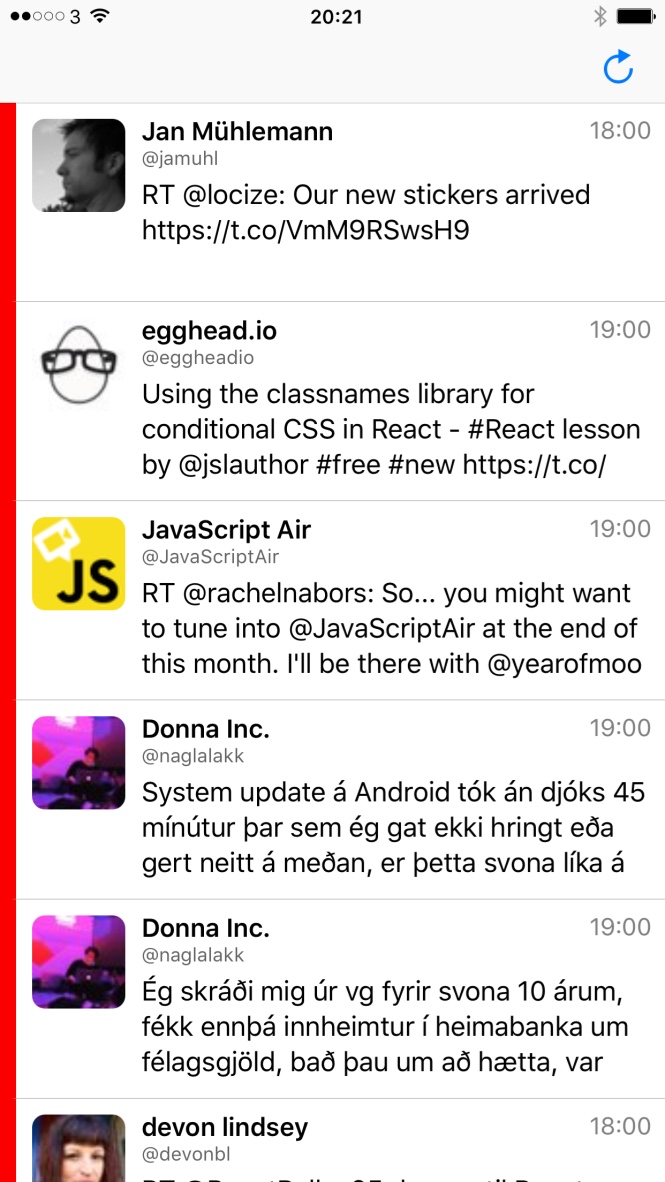 3 20:21
Jan Mühlemann 18:00
@jamuhl
RT @locize: Our new stickers arrived
https://t.co/VmM9RSwsH9
egghead.io 19:00
@eggheadio
Using the classnames library for
conditional CSS in React - #React lesson
by @jslauthor #free #new https://t.co/
JS
JavaScript Air 19:00
@JavaScriptAir
RT @rachelnabors: So... you might want
to tune into @JavaScriptAir at the end of
this month. I'll be there with @yearofmoo
Donna Inc. 19:00
@naglalakk
System update á Android tók án djóks 45
mínútur þar sem ég gat ekki hringt eða
gert neitt á meðan, er þetta svona líka á
Donna Inc. 19:00
@naglalakk
Ég skráði mig úr vg fyrir svona 10 árum,
fékk ennþá innheimtur í heimabanka um
félagsgjöld, bað þau um að hætta, var
devon lindsey 18:00
@devonbl